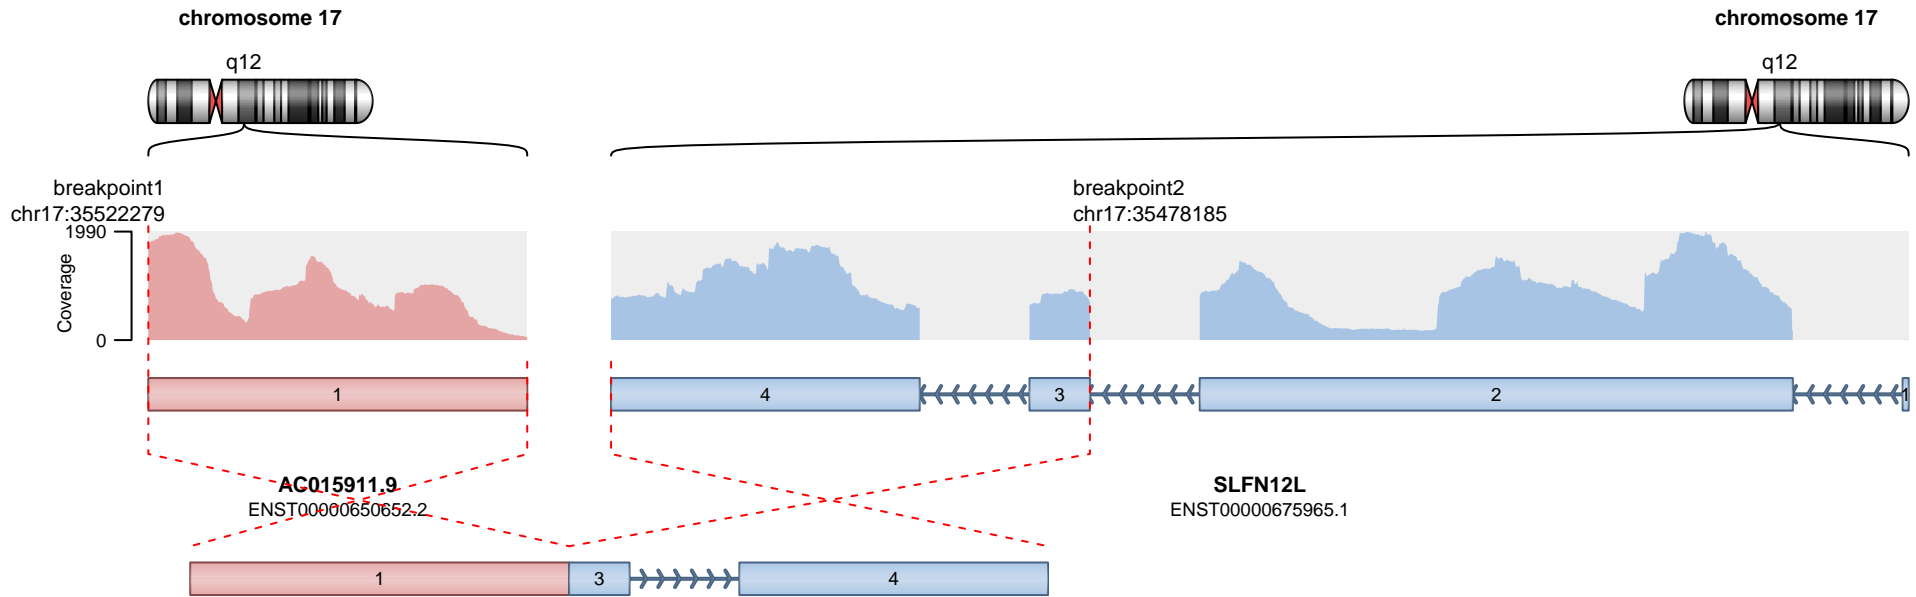 chromosome 17
chromosome 17
q12
q12
breakpoint1
chr17:35522279
breakpoint2
chr17:35478185
1990
Coverage
0
1
4
3
2
1
AC015911.9
ENST00000650652.2
SLFN12L
ENST00000675965.1
1
3
4